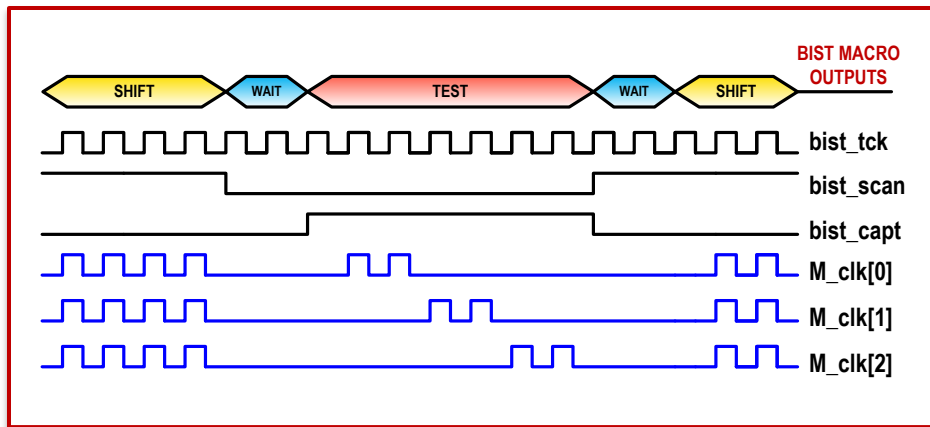 BIST MACRO
OUTPUTS
SHIFT WAIT TEST WAIT SHIFT
bist_tck
bist_scan
bist_capt
M_clk[0]
M_clk[1]
M_clk[2]